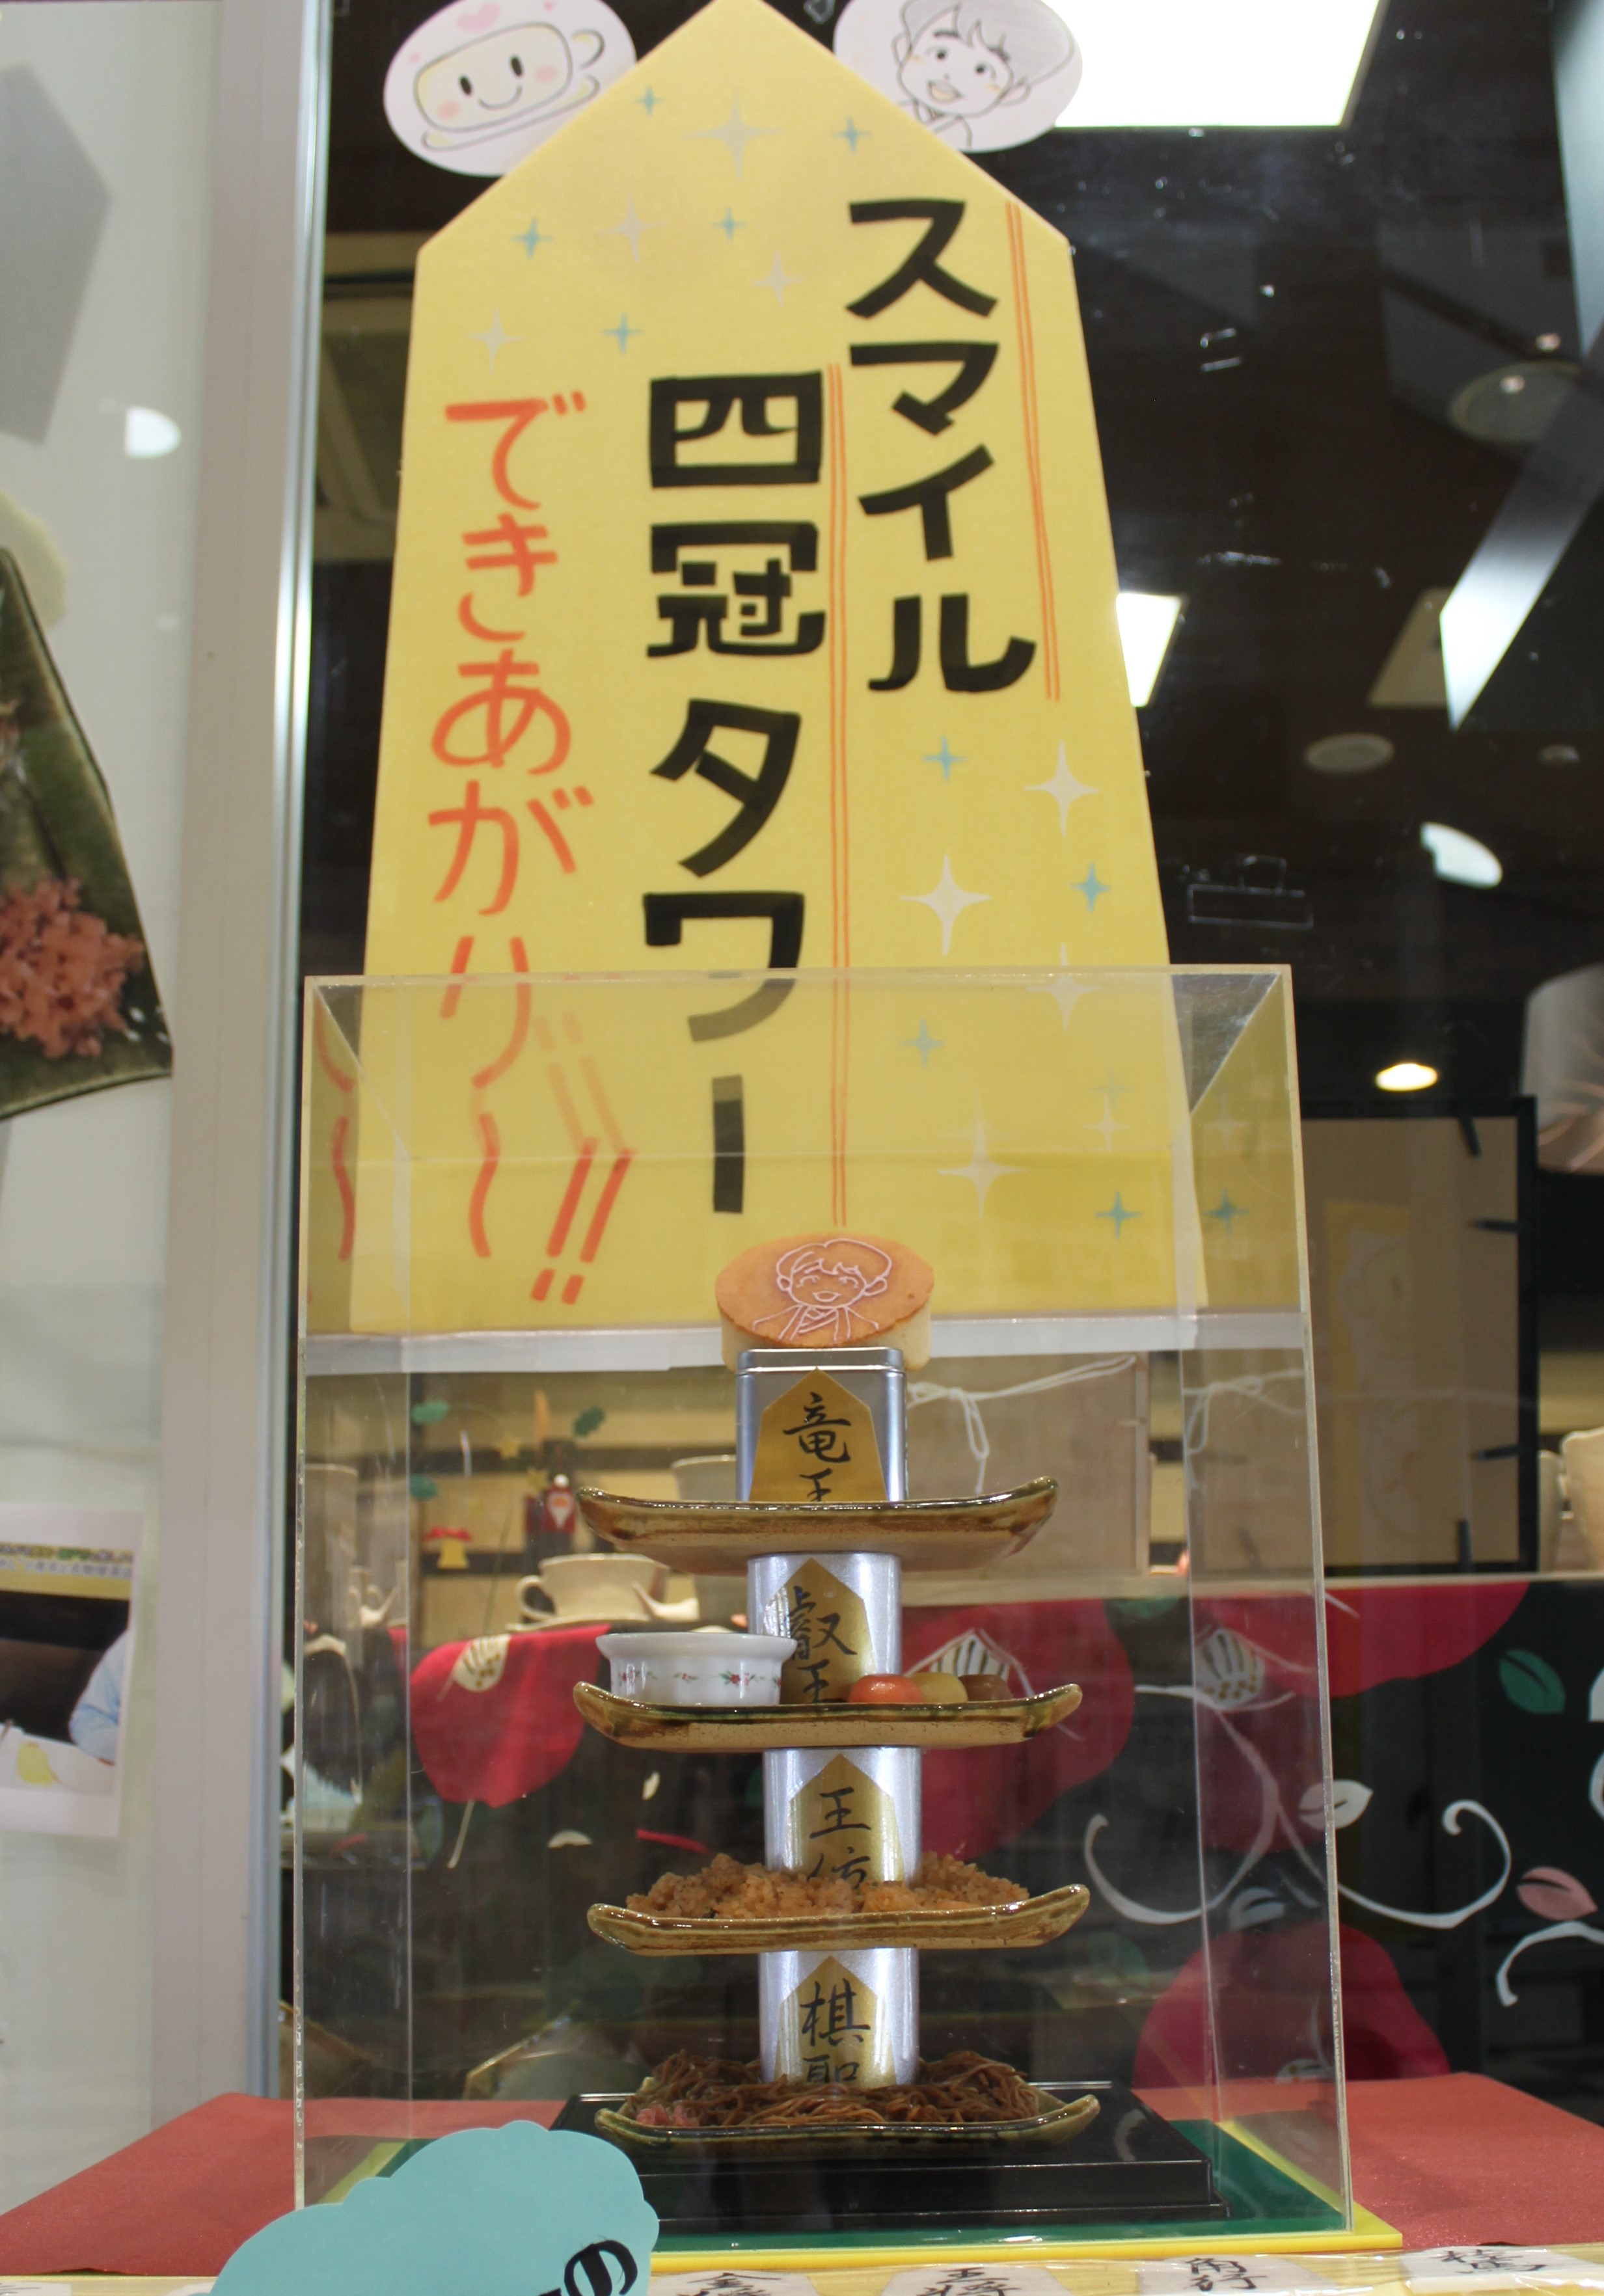 スマイル
四冠タワー
できあがり〜!!
竜王
叡王
王位
棋聖
の